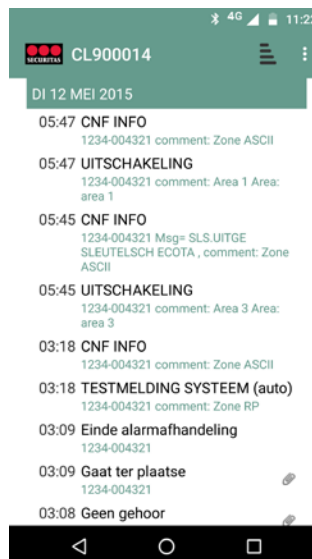 4G 11:2
SECURITAS CL900014
DI 12 MEI 2015
05:47 CNF INFO
1234-004321 comment: Zone ASCII
05:47 UITSCHAKELING
1234-004321 comment: Area 1 Area:
area 1
05:45 CNF INFO
1234-004321 Msg= SLS.UITGE
SLEUTELSCH ECOTA , comment: Zone
ASCII
05:45 UITSCHAKELING
1234-004321 comment: Area 3 Area:
area 3
03:18 CNF INFO
1234-004321 comment: Zone ASCII
03:18 TESTMELDING SYSTEEM (auto)
1234-004321 comment: Zone RP
03:09 Einde alarmafhandeling
1234-004321
03:09 Gaat ter plaatse
1234-004321
03:08 Geen gehoor